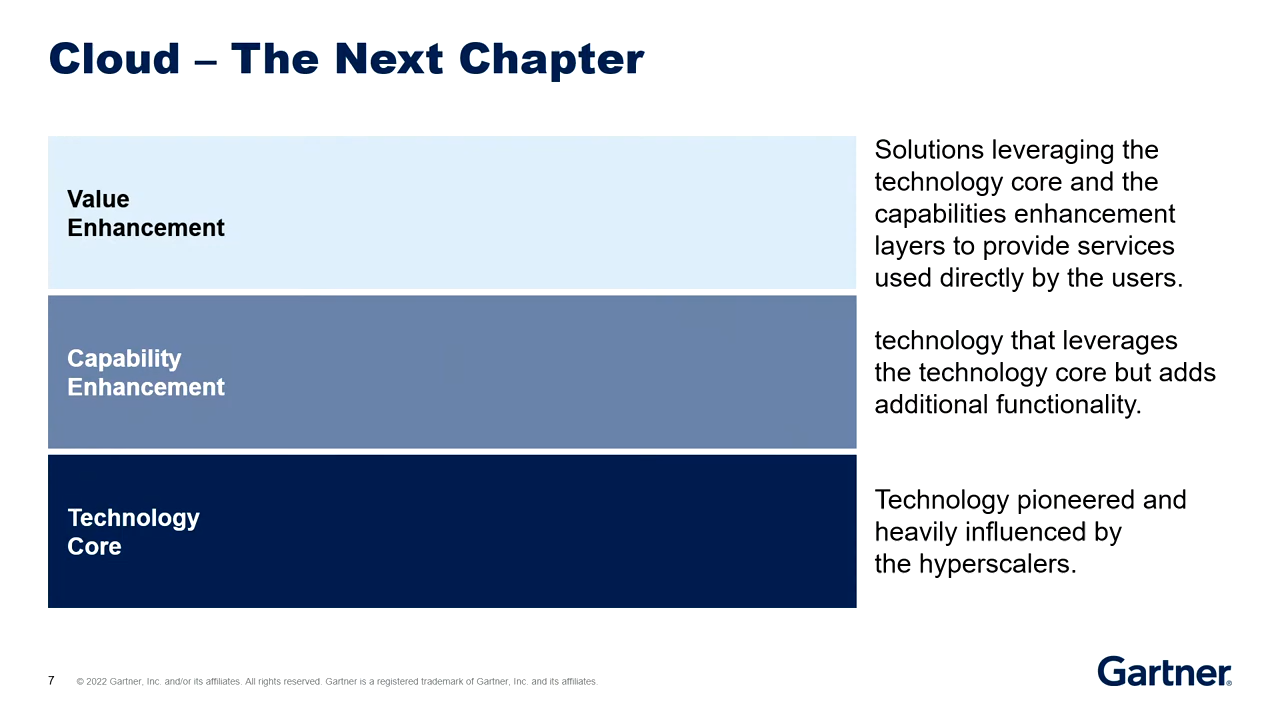 Cloud – The Next Chapter
Value
Enhancement
Solutions leveraging the
technology core and the
capabilities enhancement
layers to provide services
used directly by the users.
Capability
Enhancement
technology that leverages
the technology core but adds
additional functionality.
Technology
Core
Technology pioneered and
heavily influenced by
the hyperscalers.
7 © 2022 Gartner, Inc. and/or its affiliates. All rights reserved. Gartner is a registered trademark of Gartner, Inc. and its affiliates.
Gartner®